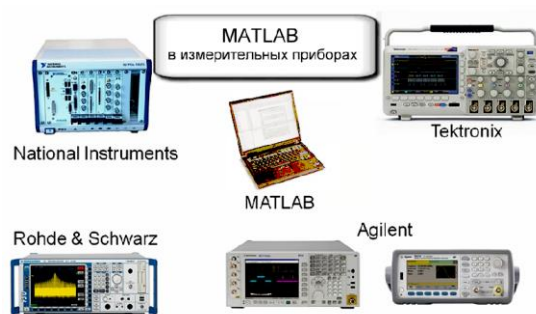 MATLAB
в измерительных приборах
National Instruments
Tektronix
MATLAB
Rohde & Schwarz
Agilent